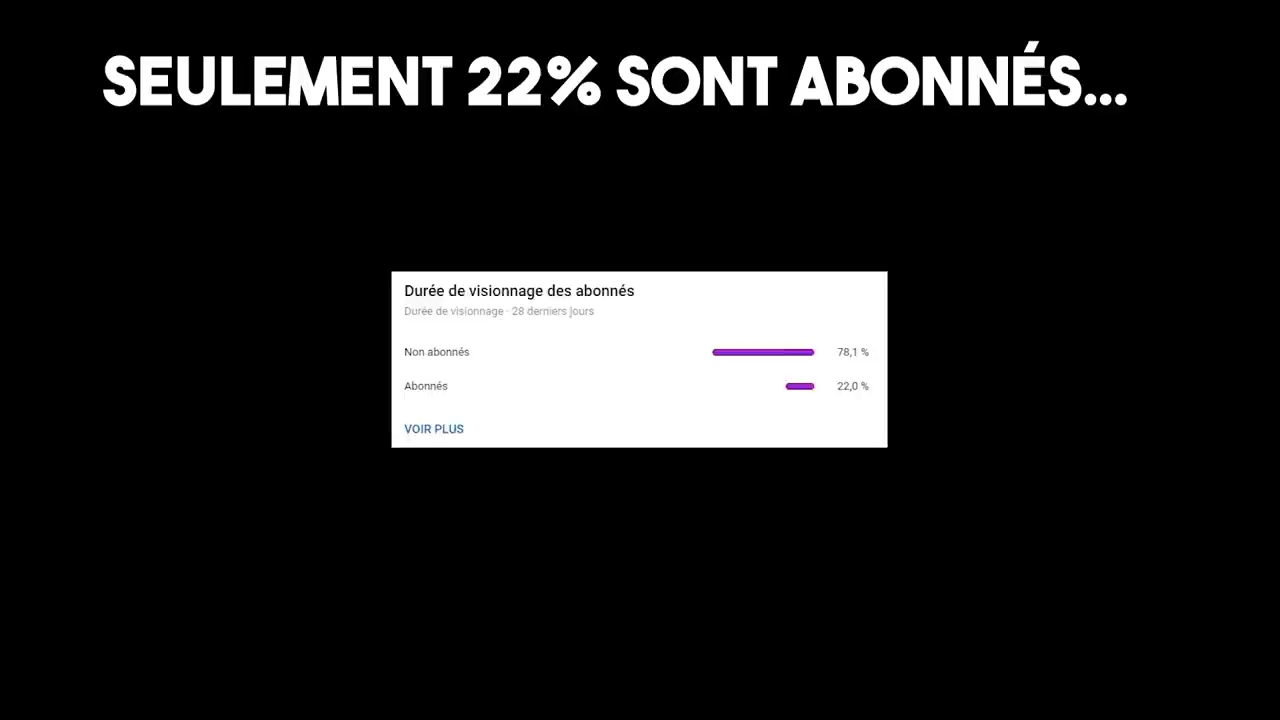 SEULEMENT 22% SONT ABONNÉS...
Durée de visionnage des abonnés
Durée de visionnage · 28 derniers jours
Non abonnés 78,1 %
Abonnés 22,0 %
VOIR PLUS